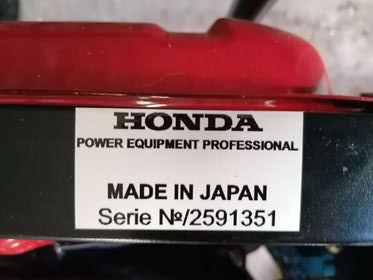 HONDA
POWER EQUIPMENT PROFESSIONAL
MADE IN JAPAN
Serie №/2591351